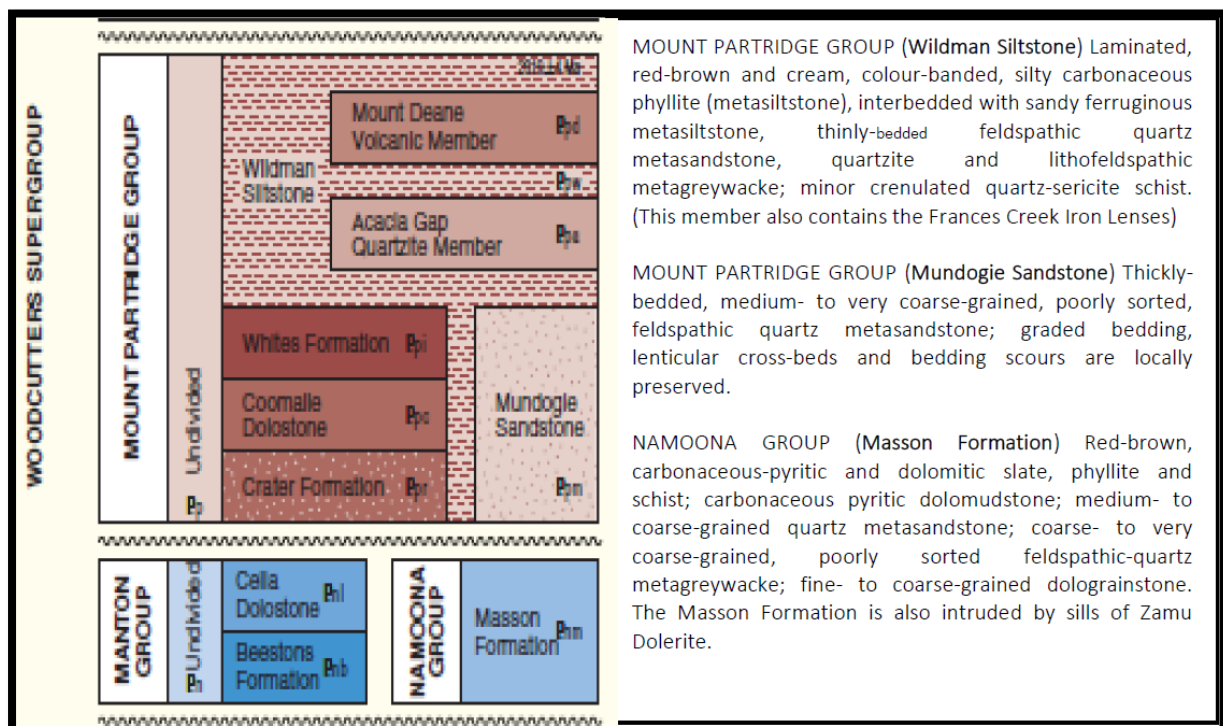 WOODCUTTERS SUPERGROUP
MOUNT PARTRIDGE GROUP
Undivided
Pp
Mount Deane
Volcanic Member
Ppd
Wildman
Siltstone
Ppw
Acacia Gap
Quartzite Member
Ppa
Whites Formation Ppi
Coomalie
Dolostone
Ppc
Crater Formation Ppr
Mundogie
Sandstone
Ppm
MANTON
GROUP
Undivided
Pn
Celia
Dolostone
Pnl
Beestons
Formation
Pnb
NAMOONA
GROUP
Masson
Formation
Pnm
MOUNT PARTRIDGE GROUP (Wildman Siltstone) Laminated,
red-brown and cream, colour-banded, silty carbonaceous
phyllite (metasiltstone), interbedded with sandy ferruginous
metasiltstone, thinly-bedded feldspathic quartz
metasandstone, quartzite and lithofeldspathic
metagreywacke; minor crenulated quartz-sericite schist.
(This member also contains the Frances Creek Iron Lenses)
MOUNT PARTRIDGE GROUP (Mundogie Sandstone) Thickly-
bedded, medium- to very coarse-grained, poorly sorted,
feldspathic quartz metasandstone; graded bedding,
lenticular cross-beds and bedding scours are locally
preserved.
NAMOONA GROUP (Masson Formation) Red-brown,
carbonaceous-pyritic and dolomitic slate, phyllite and
schist; carbonaceous pyritic dolomudstone; medium- to
coarse-grained quartz metasandstone; coarse- to very
coarse-grained, poorly sorted feldspathic-quartz
metagreywacke; fine- to coarse-grained dolograinstone.
The Masson Formation is also intruded by sills of Zamu
Dolerite.